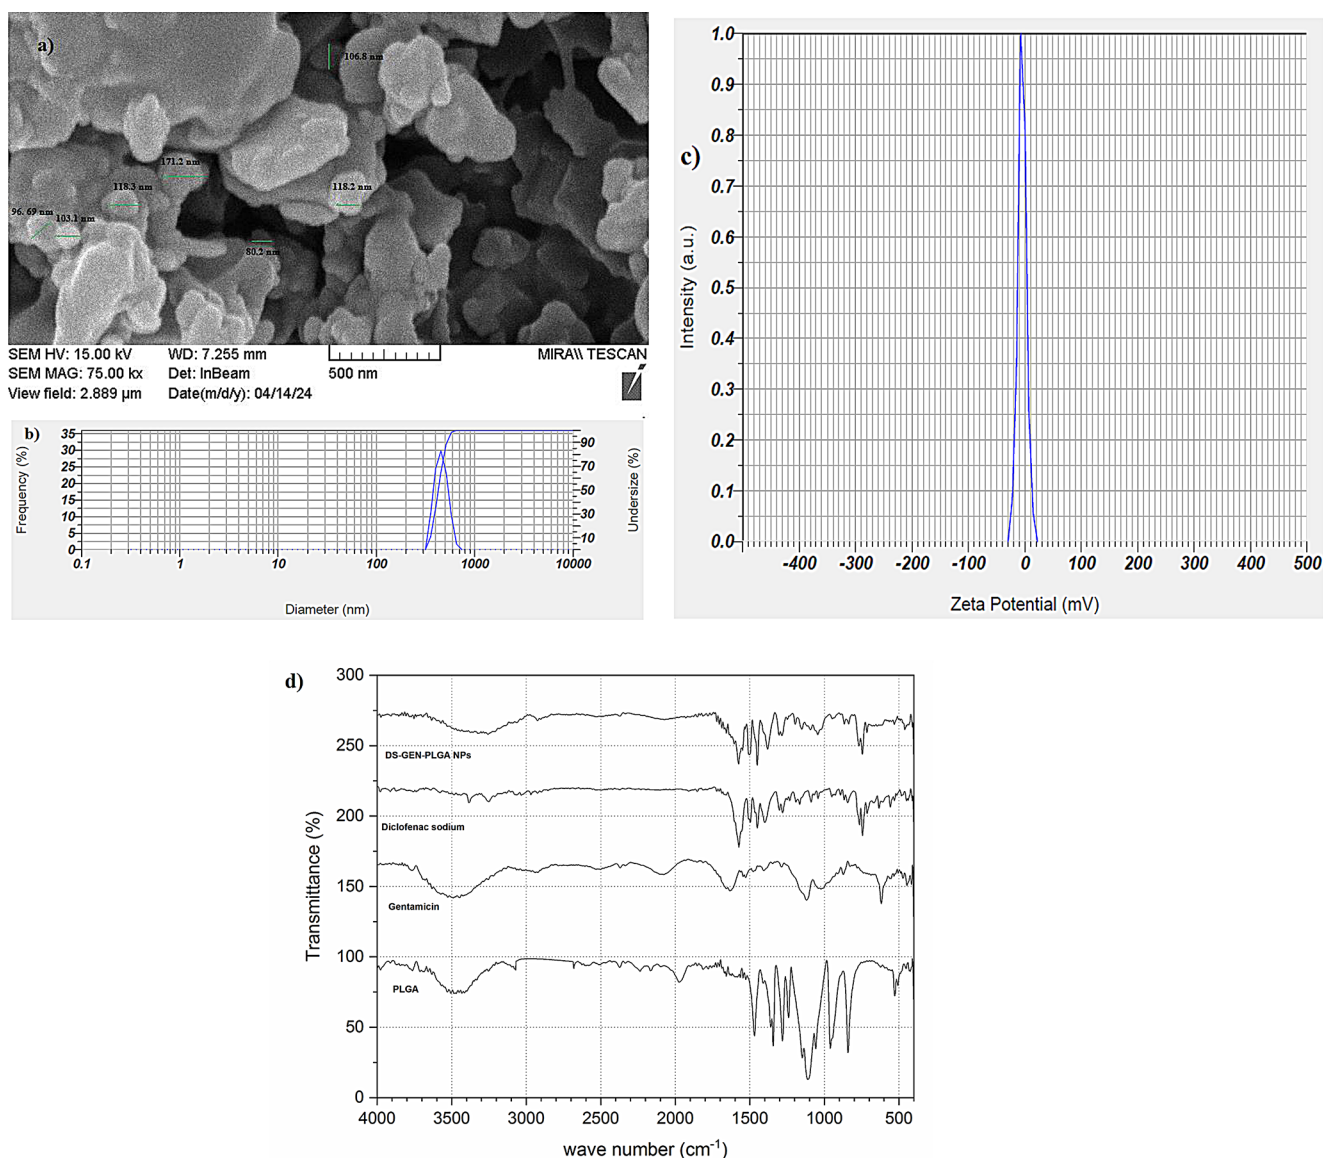 a)
106.8 nm
171.2 nm
118.3 nm
118.2 nm
96. 69 nm
103.1 nm
80.2 nm
SEM HV: 15.00 kV WD: 7.255 mm MIRA\\ TESCAN
SEM MAG: 75.00 kx Det: InBeam 500 nm
View field: 2.889 µm Date(m/d/y): 04/14/24
b)
Frequency (%)
35
30
25
20
15
10
5
0
90
70
50
30
10
Undersize (%)
0.1 1 10 100 1000 10000
Diameter (nm)
c)
Intensity (a.u.)
1.0
0.9
0.8
0.7
0.6
0.5
0.4
0.3
0.2
0.1
0.0
-400 -300 -200 -100 0 100 200 300 400 500
Zeta Potential (mV)
d)
Transmittance (%)
300
250
200
150
100
50
0
DS-GEN-PLGA NPs
Diclofenac sodium
Gentamicin
PLGA
4000 3500 3000 2500 2000 1500 1000 500
wave number (cm-1)